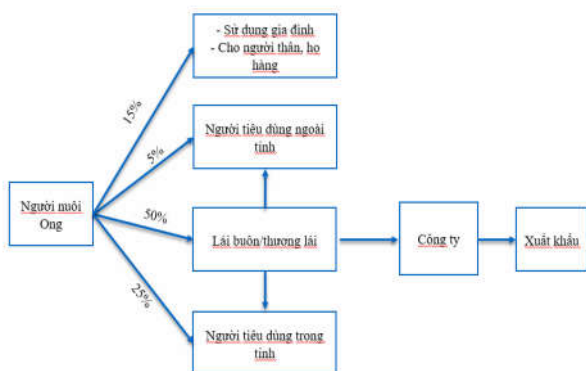 - Sử dụng gia đình
- Cho người thân, họ
hàng
15%
Người tiêu dùng ngoài
tỉnh
5%
Người nuôi
Ong
50%
Lái buôn/thương lái
Công ty
Xuất khẩu
25%
Người tiêu dùng trong
tỉnh